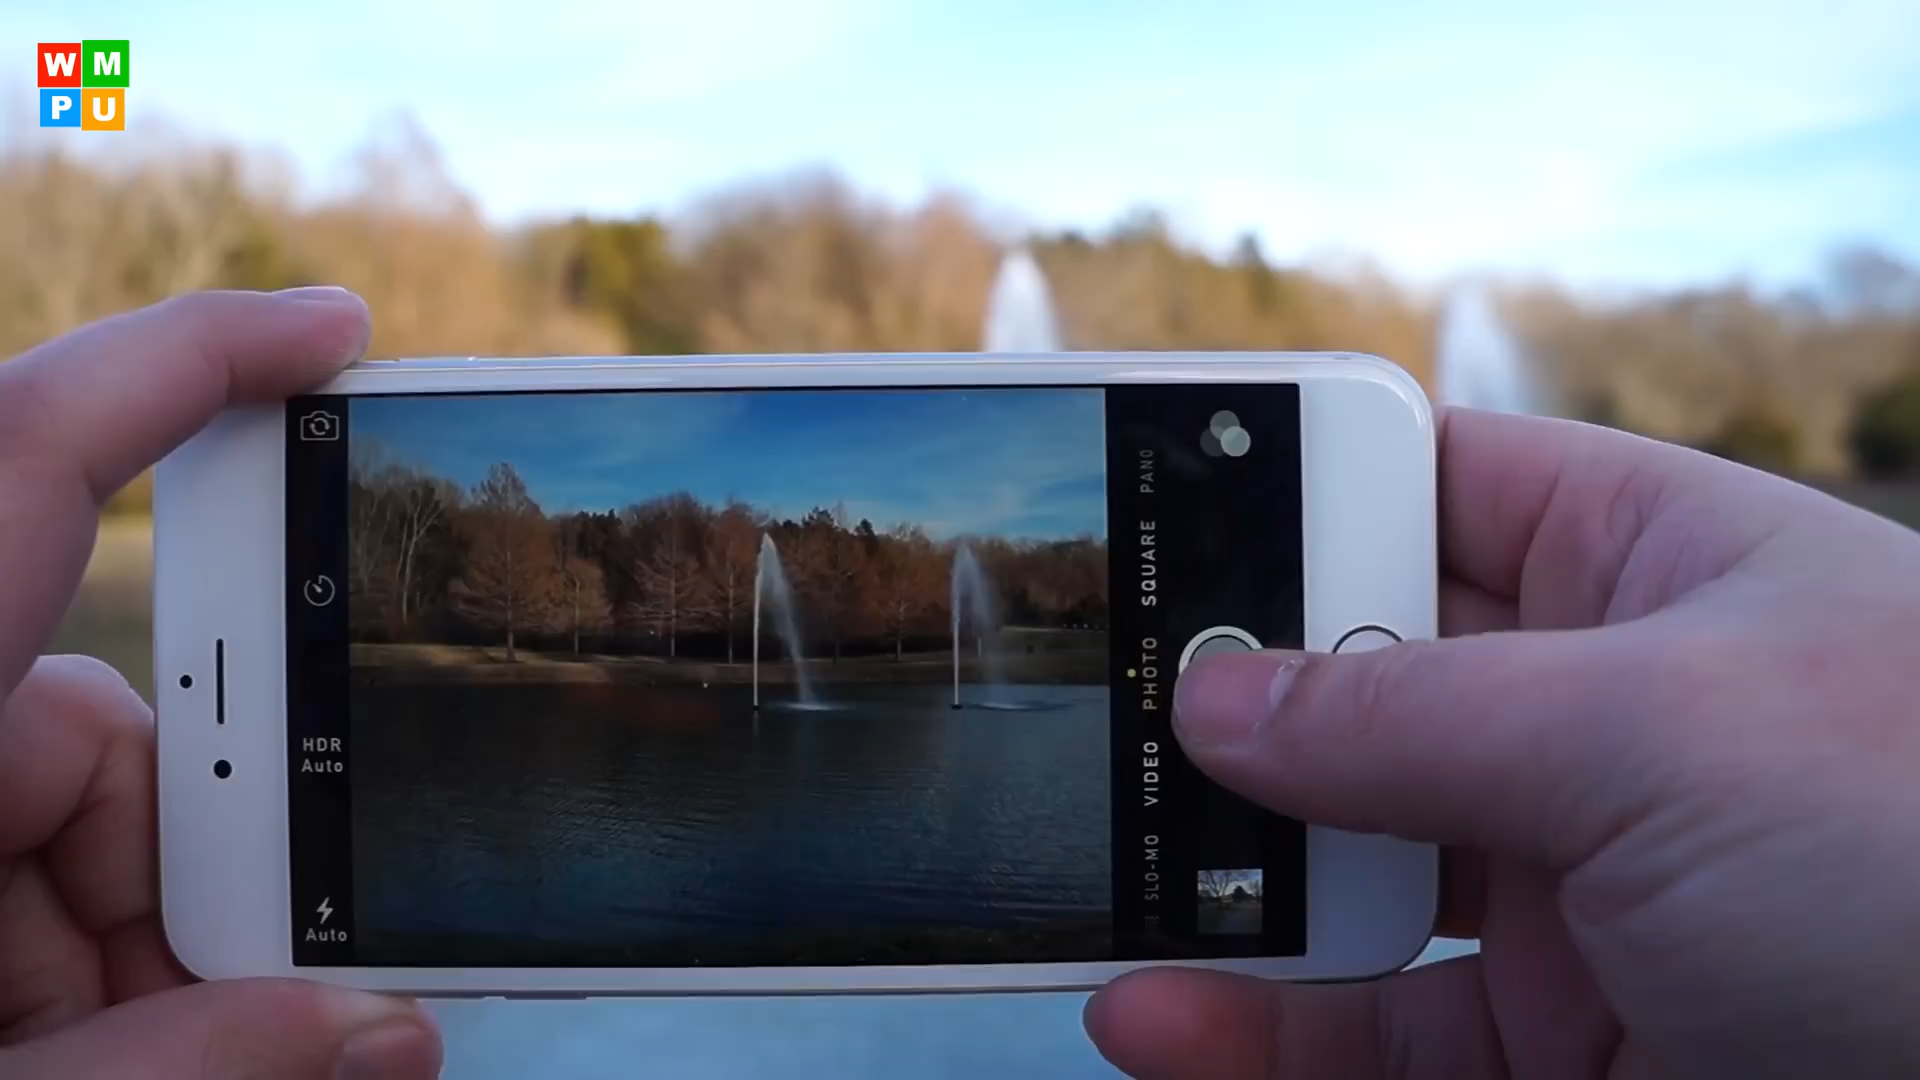 W M
P U
HDR
Auto
Auto
PANO
SQUARE
PHOTO
VIDEO
SLO-MO